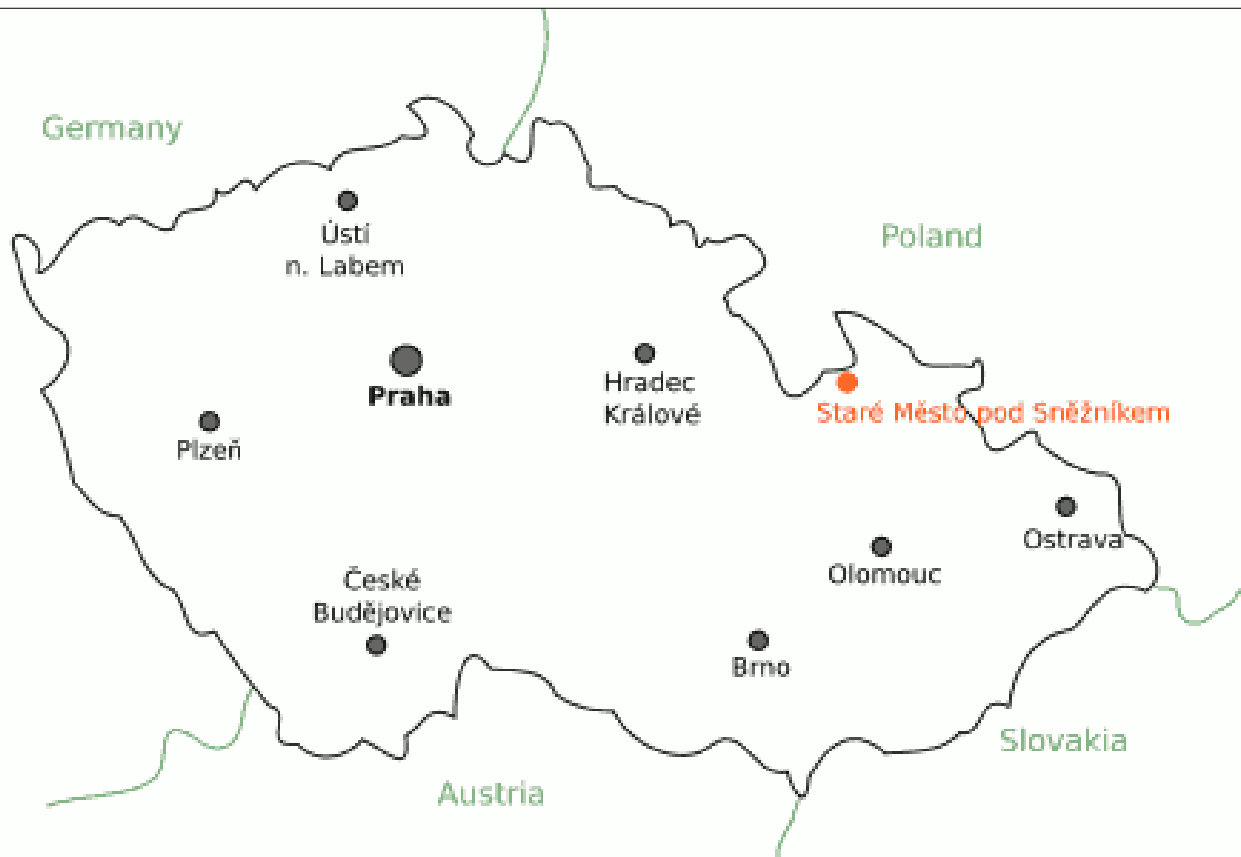 Germany
Poland
Ústí
n. Labem
Praha
Hradec
Králové
Staré Město pod Sněžníkem
Plzeň
Ostrava
Olomouc
České
Budějovice
Brno
Slovakia
Austria